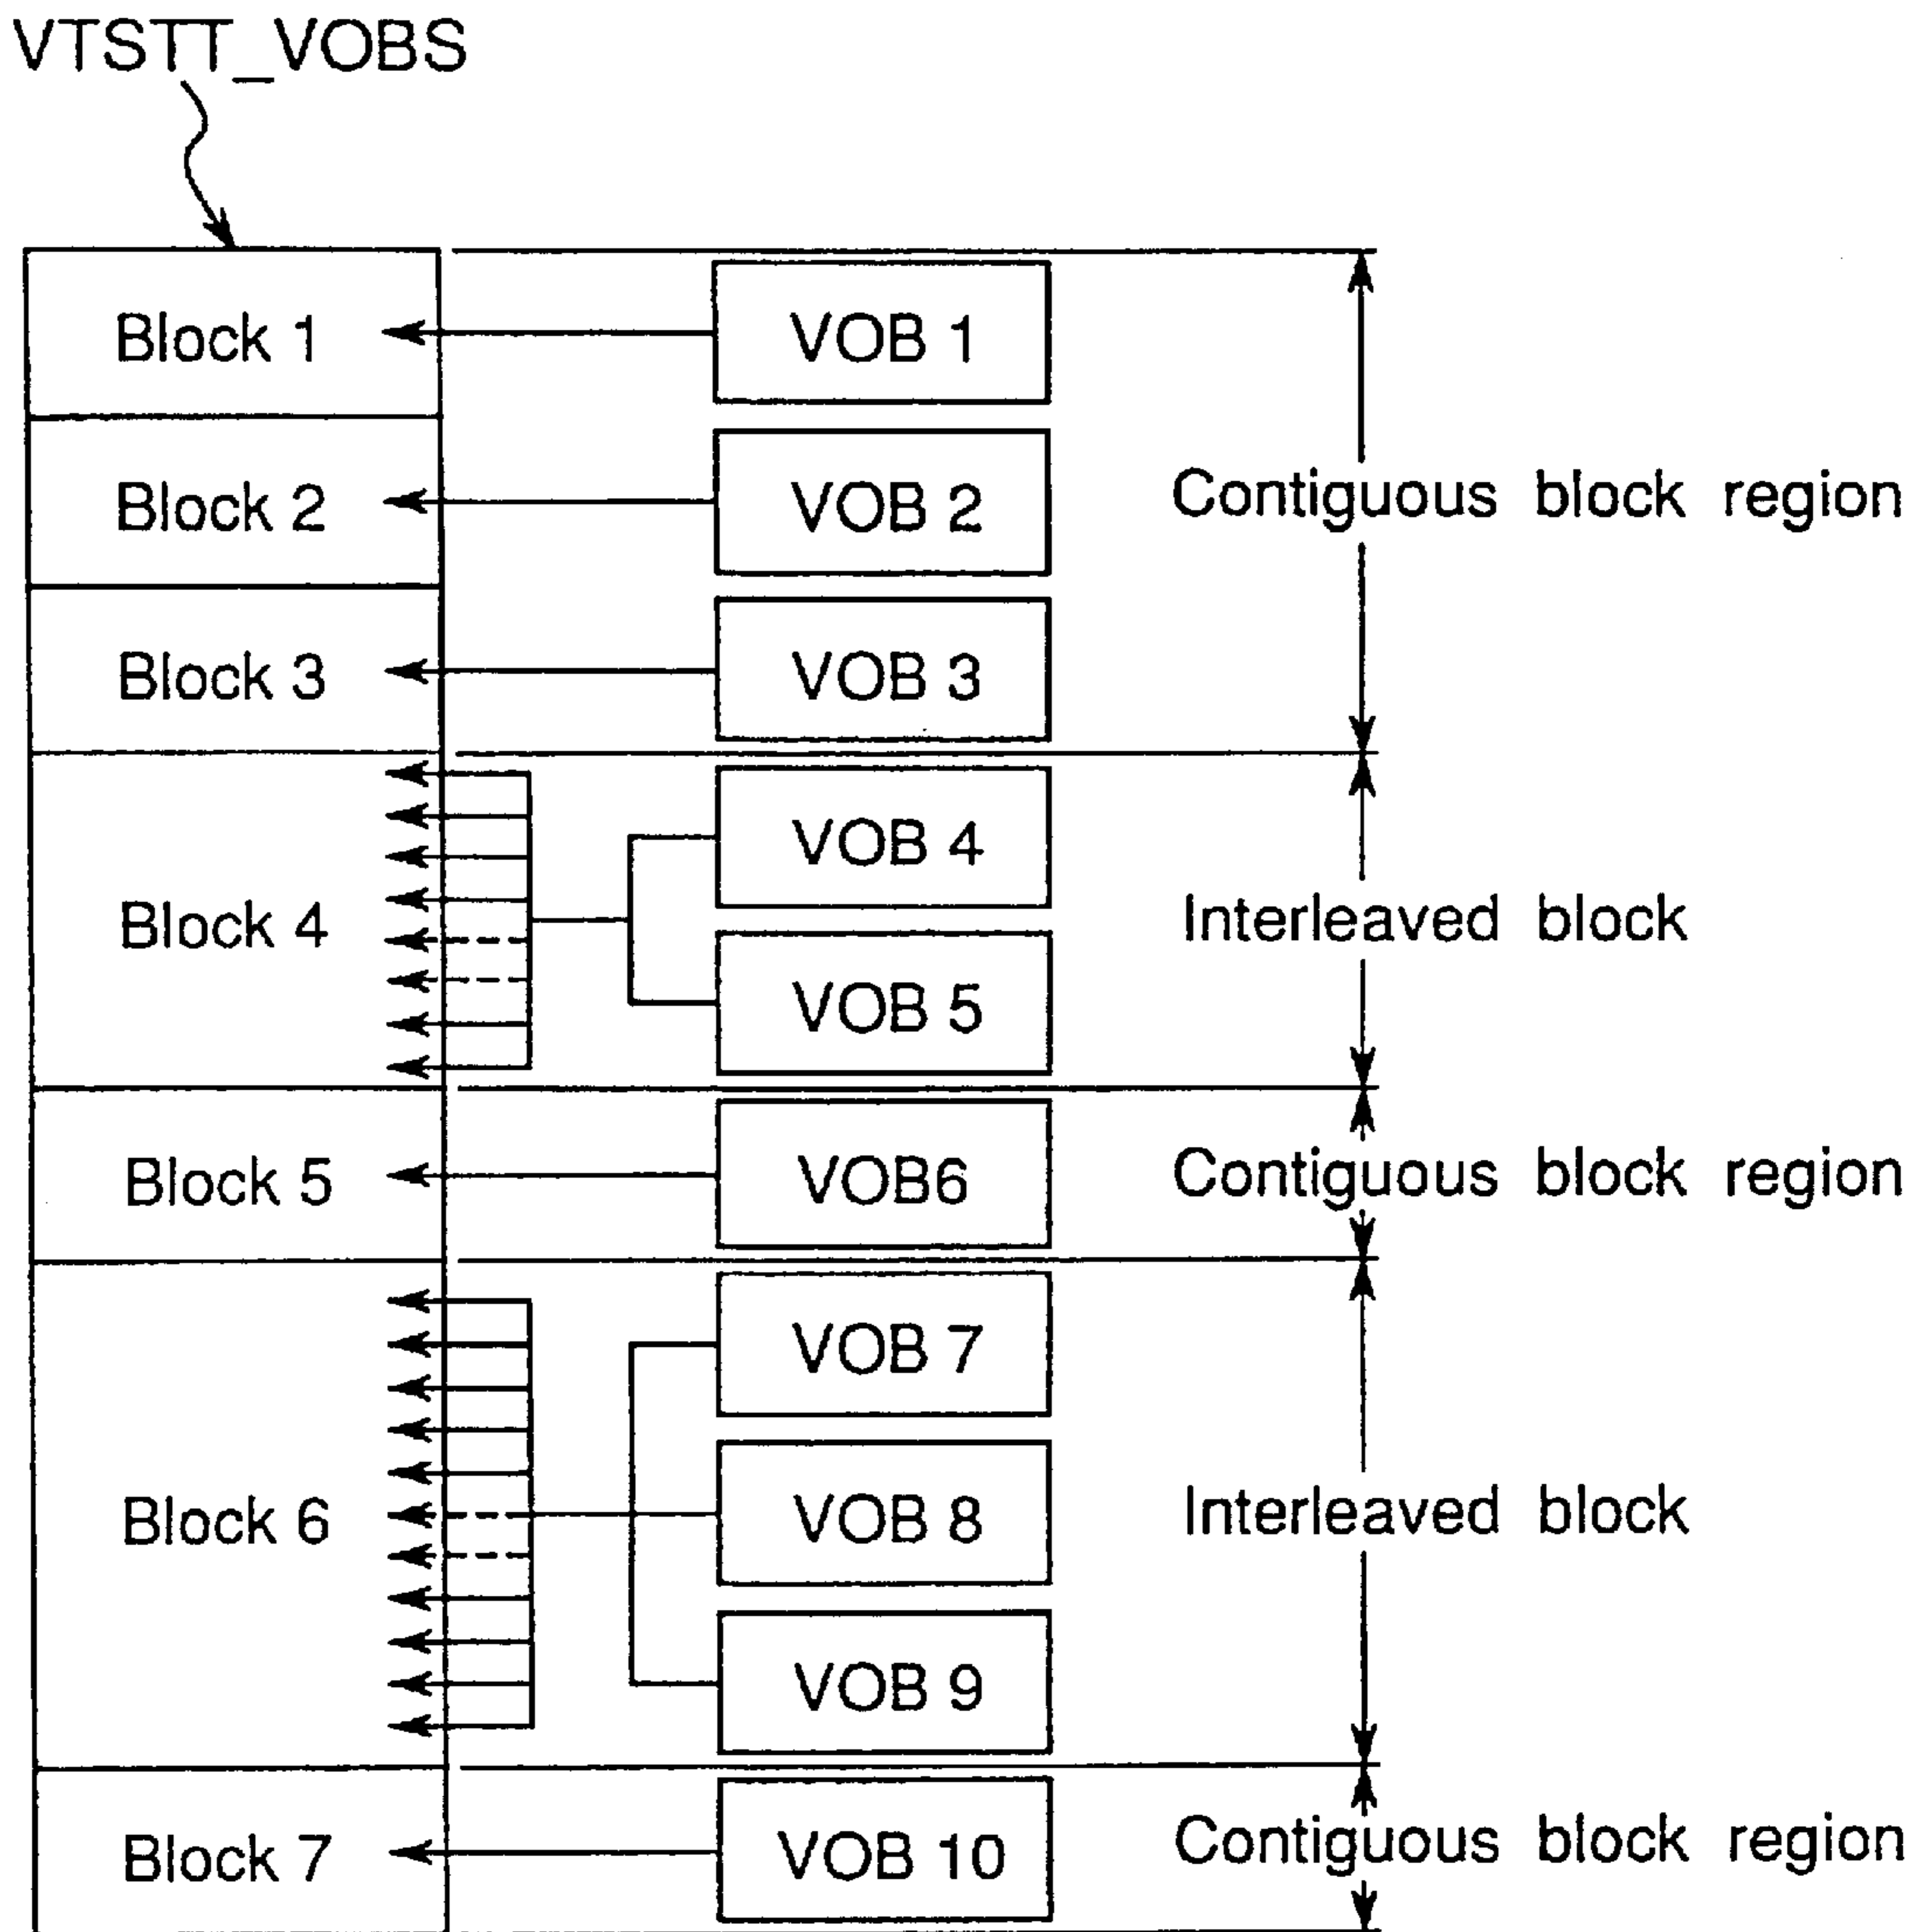 VTSTT_VOBS
Block 1
VOB 1
Block 2
VOB 2
Contiguous block region
Block 3
VOB 3
VOB 4
Block 4
Interleaved block
VOB 5
Block 5
VOB6
Contiguous block region
VOB 7
Block 6
VOB 8
Interleaved block
VOB 9
Block 7
VOB 10
Contiguous block region